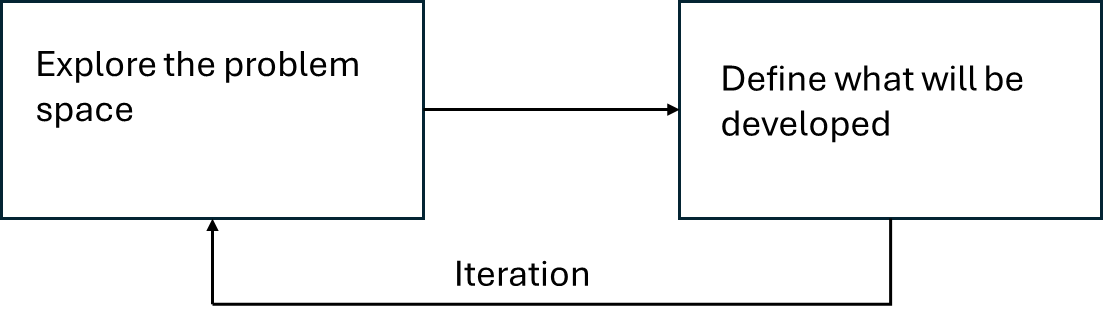 Explore the problem
space
Define what will be
developed
Iteration